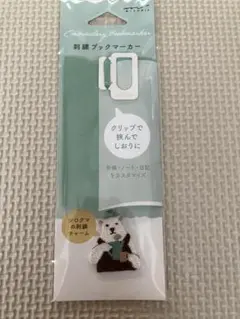 Embroidery Bookmarker
刺繍ブックマーカー
クリップで
挟んで
しおりに
シロクマ
の刺繍
チャーム